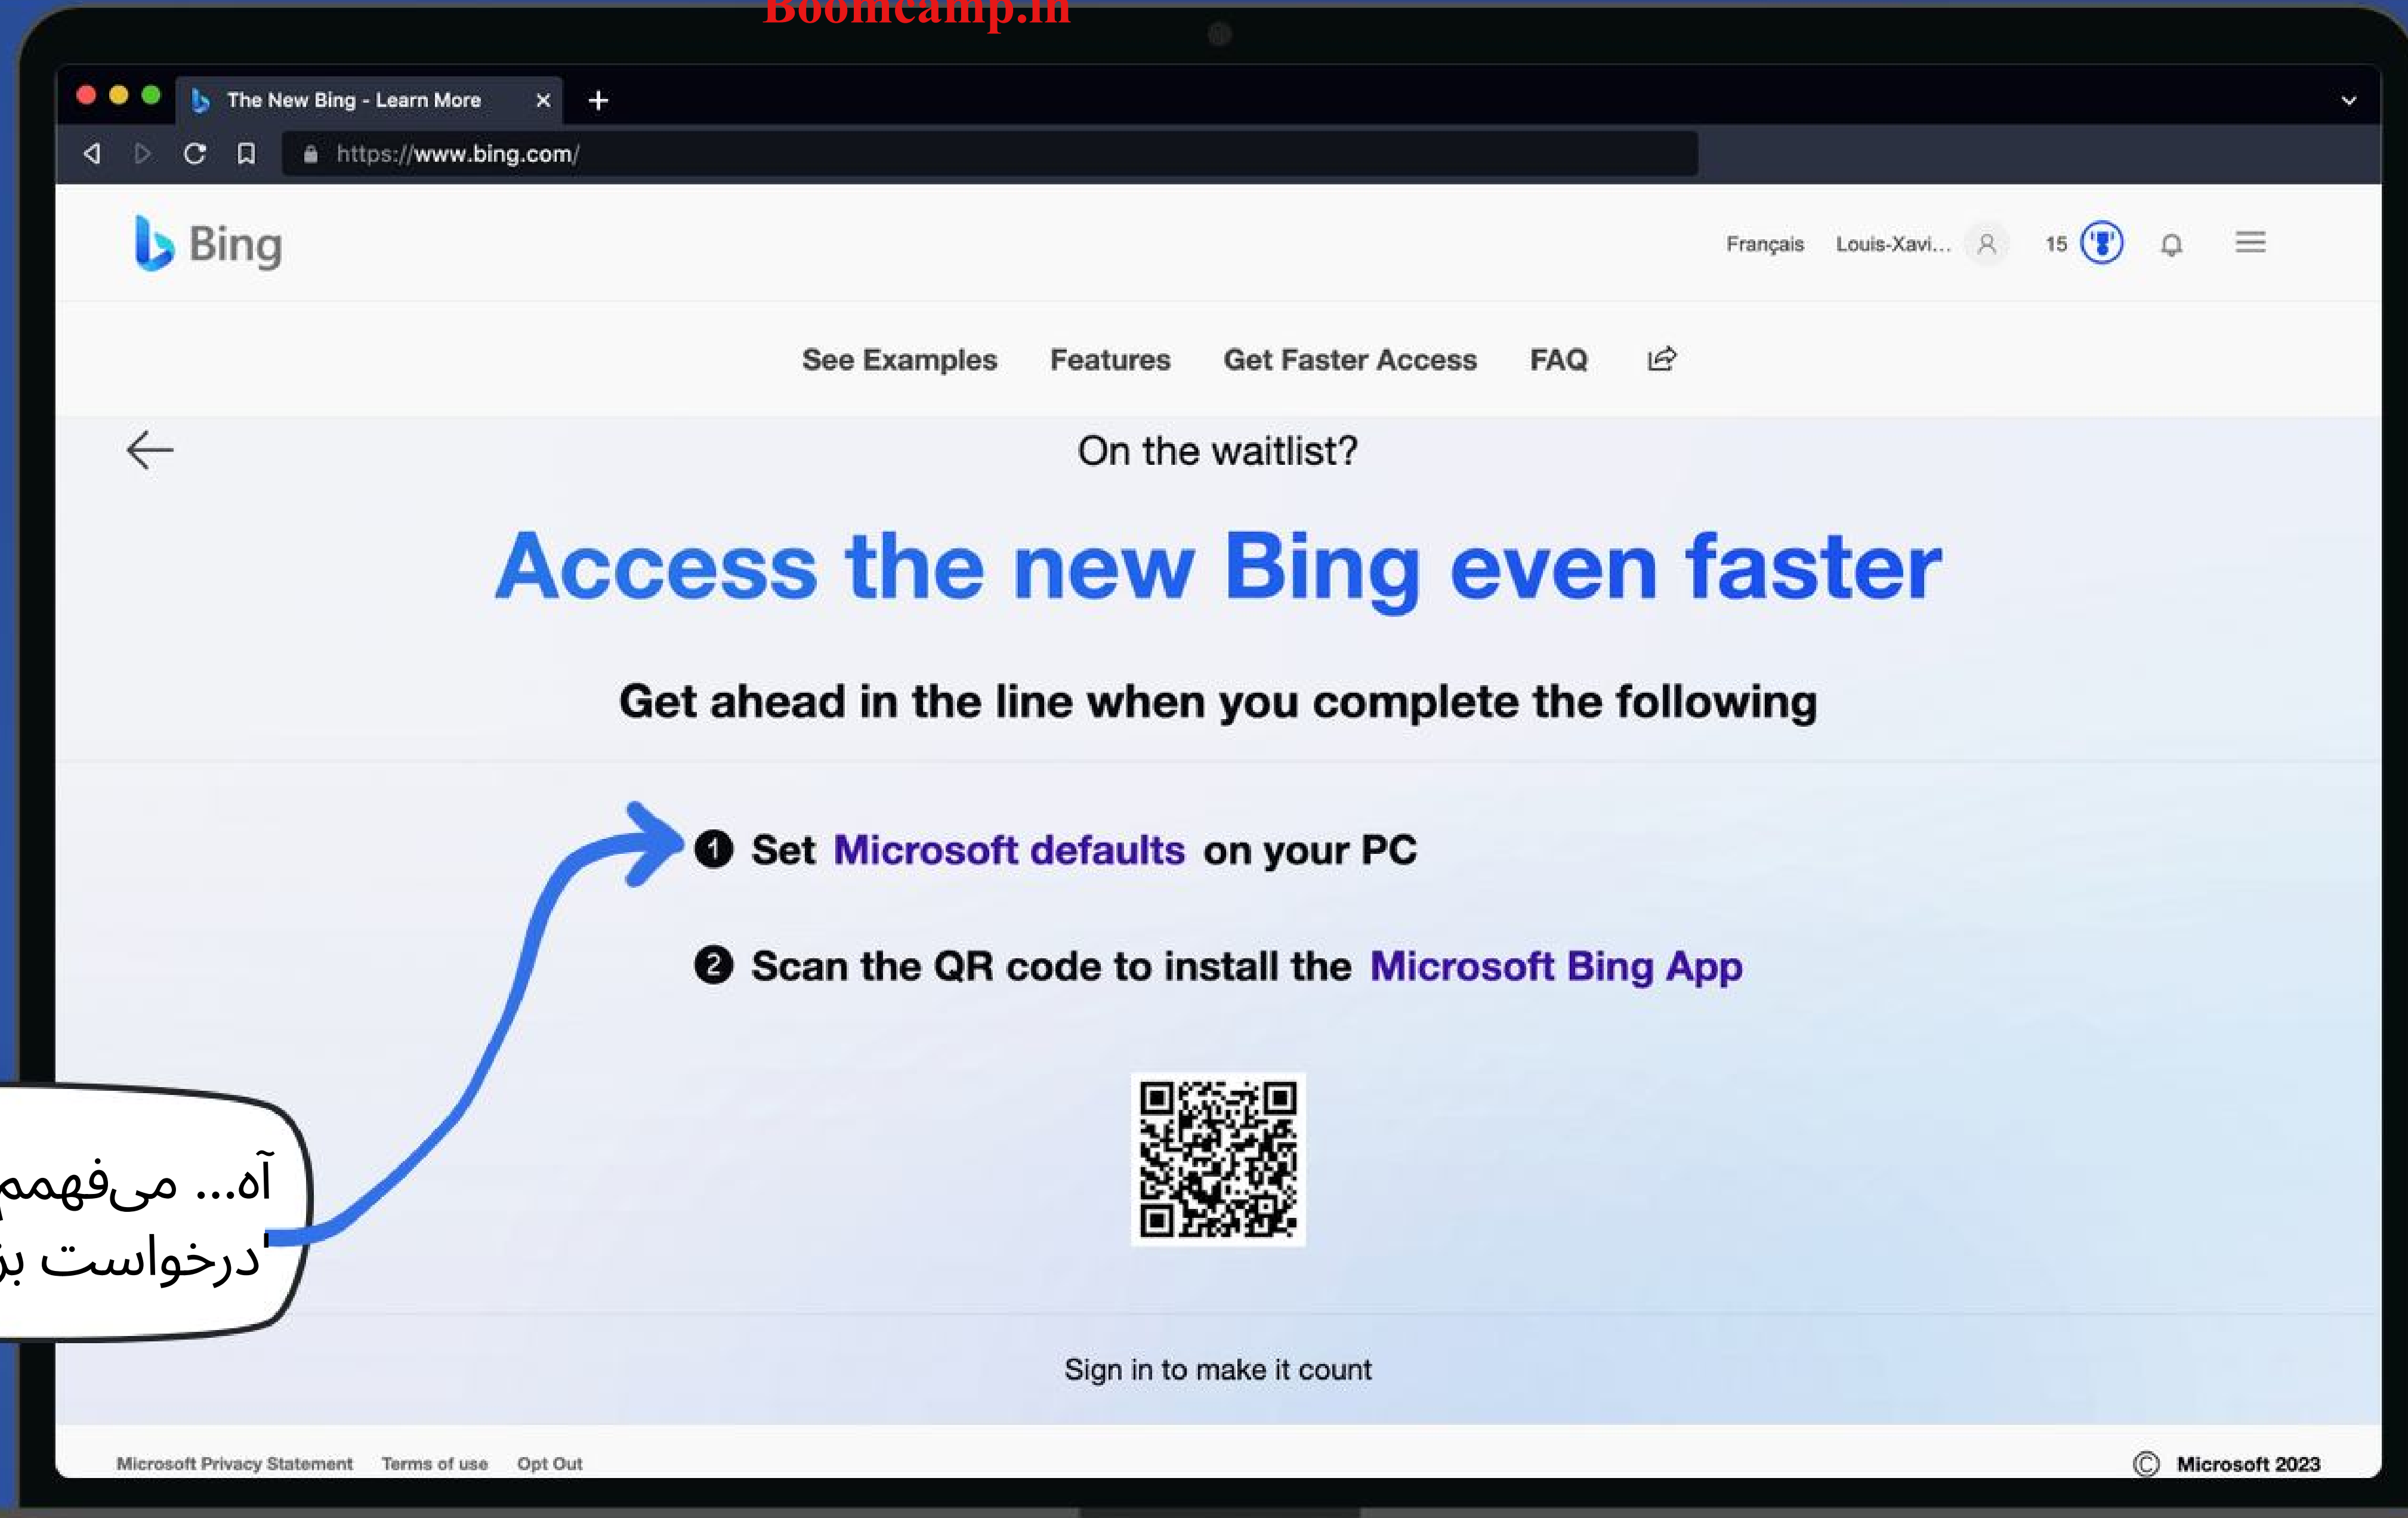 Boomcamp.in
The New Bing - Learn More
https://www.bing.com/
Bing
Français Louis-Xavi... 15
See Examples Features Get Faster Access FAQ
On the waitlist?
Access the new Bing even faster
Get ahead in the line when you complete the following
1 Set Microsoft defaults on your PC
2 Scan the QR code to install the Microsoft Bing App
آه... می‌فهمم
درخواست
Sign in to make it count
Microsoft Privacy Statement Terms of use Opt Out
© Microsoft 2023